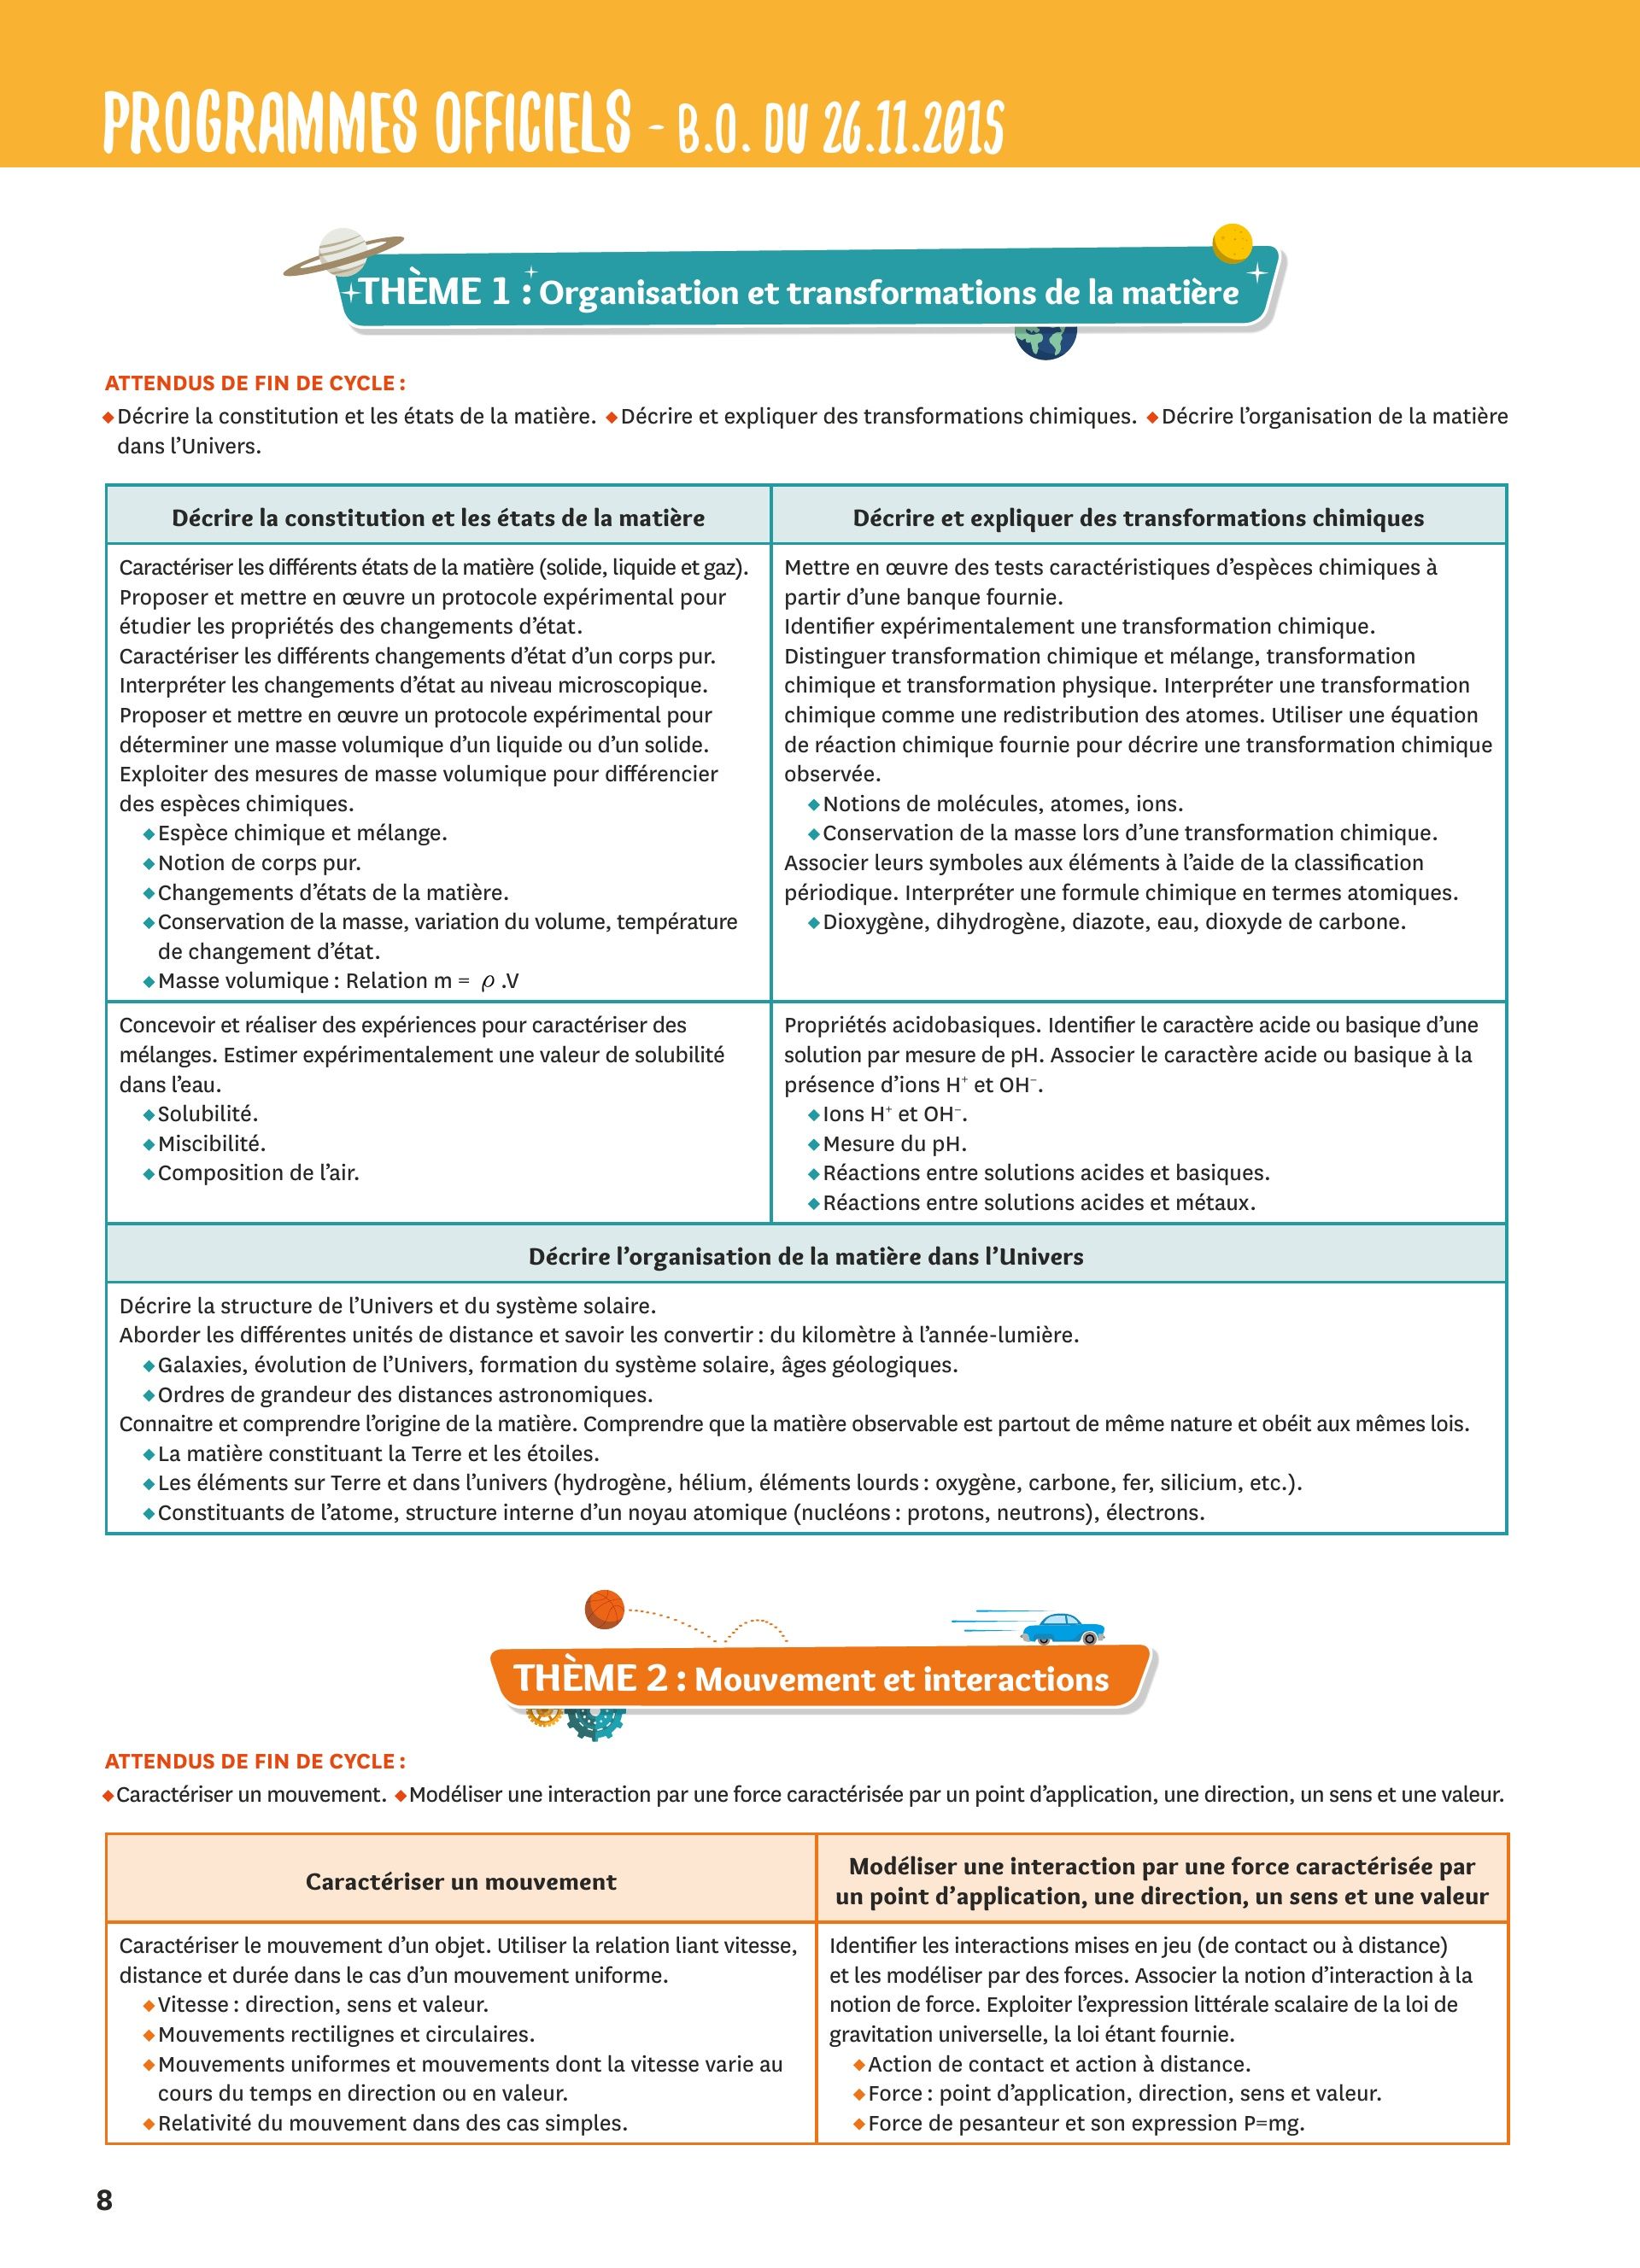 PROGRAMMES OFFICIELS - B.O. DU 26.11.2015
THÈME 1 : Organisation et transformations de la matière
ATTENDUS DE FIN DE CYCLE :
◆Décrire la constitution et les états de la matière. ◆Décrire et expliquer des transformations chimiques. ◆Décrire l’organisation de la matière
dans l’Univers.
Décrire la constitution et les états de la matière
Caractériser les différents états de la matière (solide, liquide et gaz).
Proposer et mettre en œuvre un protocole expérimental pour
étudier les propriétés des changements d’état.
Caractériser les différents changements d’état d’un corps pur.
Interpréter les changements d’état au niveau microscopique.
Proposer et mettre en œuvre un protocole expérimental pour
déterminer une masse volumique d’un liquide ou d’un solide.
Exploiter des mesures de masse volumique pour différencier
des espèces chimiques.
◆Espèce chimique et mélange.
◆Notion de corps pur.
◆Changements d’états de la matière.
◆Conservation de la masse, variation du volume, température
de changement d’état.
◆Masse volumique : Relation m = ρ .V
Décrire et expliquer des transformations chimiques
Mettre en œuvre des tests caractéristiques d’espèces chimiques à
partir d’une banque fournie.
Identifier expérimentalement une transformation chimique.
Distinguer transformation chimique et mélange, transformation
chimique et transformation physique. Interpréter une transformation
chimique comme une redistribution des atomes. Utiliser une équation
de réaction chimique fournie pour décrire une transformation chimique
observée.
◆Notions de molécules, atomes, ions.
◆Conservation de la masse lors d’une transformation chimique.
Associer leurs symboles aux éléments à l’aide de la classification
périodique. Interpréter une formule chimique en termes atomiques.
◆Dioxygène, dihydrogène, diazote, eau, dioxyde de carbone.
Concevoir et réaliser des expériences pour caractériser des
mélanges. Estimer expérimentalement une valeur de solubilité
dans l’eau.
◆Solubilité.
◆Miscibilité.
◆Composition de l’air.
Propriétés acidobasiques. Identifier le caractère acide ou basique d’une
solution par mesure de pH. Associer le caractère acide ou basique à la
présence d’ions H⁺ et OH⁻.
◆Ions H⁺ et OH⁻.
◆Mesure du pH.
◆Réactions entre solutions acides et basiques.
◆Réactions entre solutions acides et métaux.
Décrire l’organisation de la matière dans l’Univers
Décrire la structure de l’Univers et du système solaire.
Aborder les différentes unités de distance et savoir les convertir : du kilomètre à l’année-lumière.
◆Galaxies, évolution de l’Univers, formation du système solaire, âges géologiques.
◆Ordres de grandeur des distances astronomiques.
Connaitre et comprendre l’origine de la matière. Comprendre que la matière observable est partout de même nature et obéit aux mêmes lois.
◆La matière constituant la Terre et les étoiles.
◆Les éléments sur Terre et dans l’univers (hydrogène, hélium, éléments lourds : oxygène, carbone, fer, silicium, etc.).
◆Constituants de l’atome, structure interne d’un noyau atomique (nucléons : protons, neutrons), électrons.
THÈME 2 : Mouvement et interactions
ATTENDUS DE FIN DE CYCLE :
◆Caractériser un mouvement. ◆Modéliser une interaction par une force caractérisée par un point d’application, une direction, un sens et une valeur.
Caractériser un mouvement
Caractériser le mouvement d’un objet. Utiliser la relation liant vitesse,
distance et durée dans le cas d’un mouvement uniforme.
◆Vitesse : direction, sens et valeur.
◆Mouvements rectilignes et circulaires.
◆Mouvements uniformes et mouvements dont la vitesse varie au
cours du temps en direction ou en valeur.
◆Relativité du mouvement dans des cas simples.
Modéliser une interaction par une force caractérisée par
un point d’application, une direction, un sens et une valeur
Identifier les interactions mises en jeu (de contact ou à distance)
et les modéliser par des forces. Associer la notion d’interaction à la
notion de force. Exploiter l’expression littérale scalaire de la loi de
gravitation universelle, la loi étant fournie.
◆Action de contact et action à distance.
◆Force : point d’application, direction, sens et valeur.
◆Force de pesanteur et son expression P=mg.
8